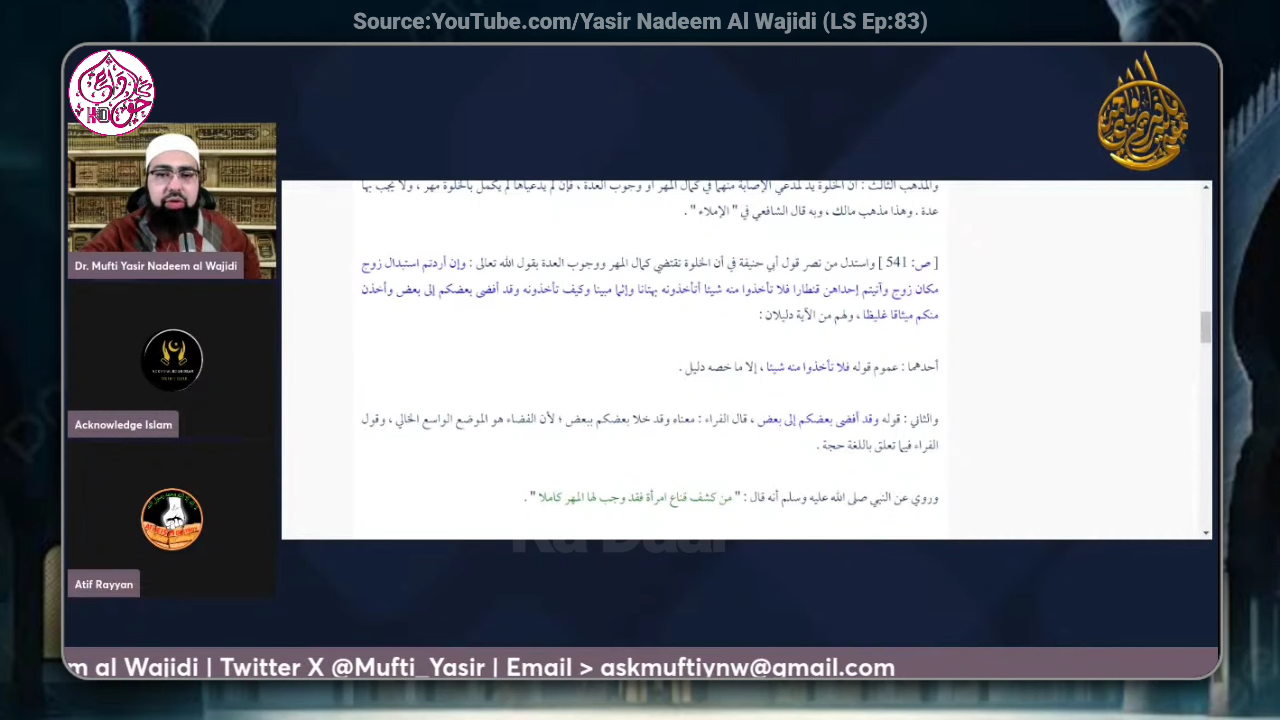 Source:YouTube.com/Yasir Nadeem Al Wajidi (LS Ep:83)
HD
Dr. Mufti Yasir Nadeem al Wajidi
Acknowledge Islam
Atif Rayyan
والمذهب الثالث : أن الخلوة يد لمدعي الإصابة منهما في كمال المهر أو وجوب العدة ، فإن لم يدعياها لم يكمل بالخلوة مهر ، ولا يجب بها
عدة . وهذا مذهب مالك ، وبه قال الشافعي في " الإملاء " .
[ ص: 541 ] واستدل من نصر قول أبي حنيفة في أن الخلوة تقتضي كمال المهر ووجوب العدة بقول الله تعالى : وإن أردتم استبدال زوج
مكان زوج وآتيتم إحداهن قنطارا فلا تأخذوا منه شيئا أتأخذونه بهتانا وإثما مبينا وكيف تأخذونه وقد أفضى بعضكم إلى بعض وأخذن
منكم ميثاقا غليظا ، ولهم من الآية دليلان :
أحدهما : عموم قوله فلا تأخذوا منه شيئا ، إلا ما خصه دليل .
والثاني : قوله وقد أفضى بعضكم إلى بعض ، قال الفراء : معناه وقد خلا بعضكم ببعض ؛ لأن الفضاء هو الموضع الواسع الخالي ، وقول
الفراء فيما تعلق باللغة حجة .
وروي عن النبي صلى الله عليه وسلم أنه قال : " من كشف قناع امرأة فقد وجب لها المهر كاملا " .
Ka Daaf
m al Wajidi | Twitter X @Mufti_Yasir | Email > askmuftiynw@gmail.com